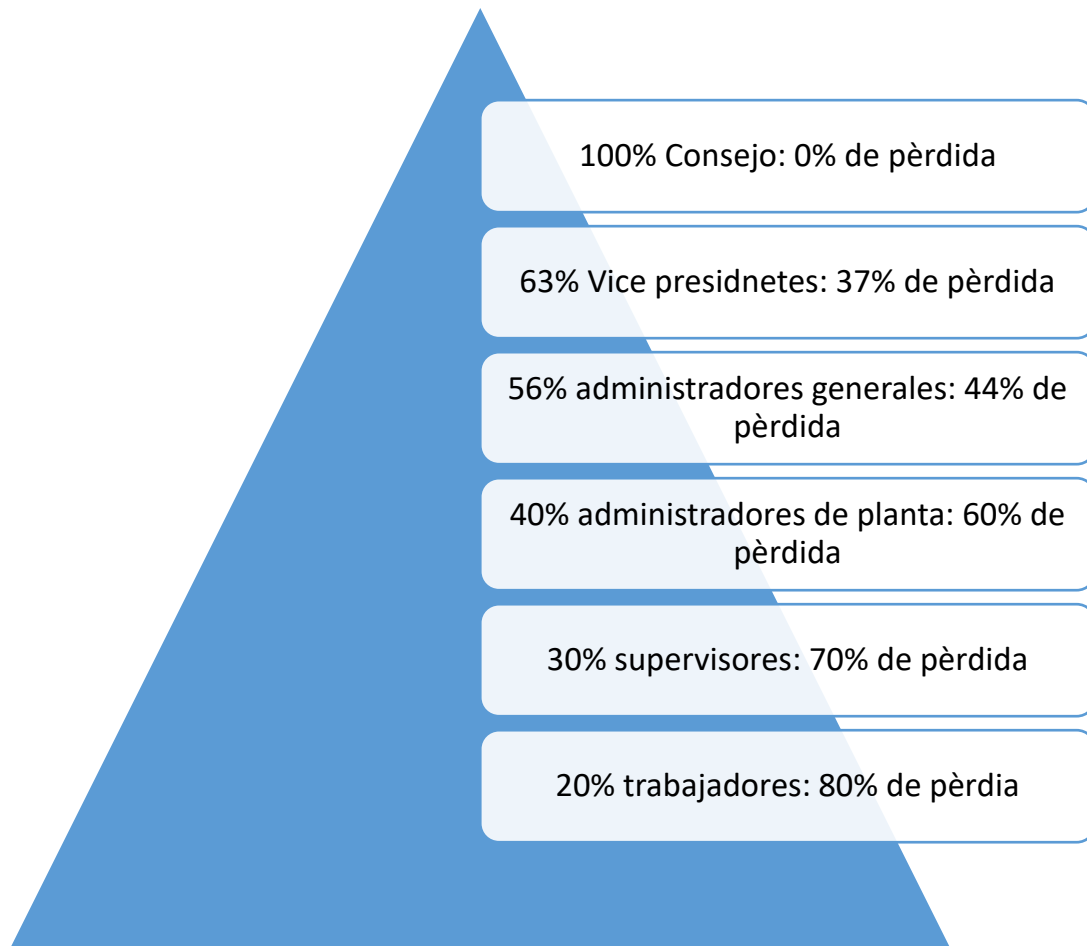 100% Consejo: 0% de pèrdida
63% Vice presidnetes: 37% de pèrdida
56% administradores generales: 44% de
pèrdida
40% administradores de planta: 60% de
pèrdida
30% supervisores: 70% de pèrdida
20% trabajadores: 80% de pèrdia